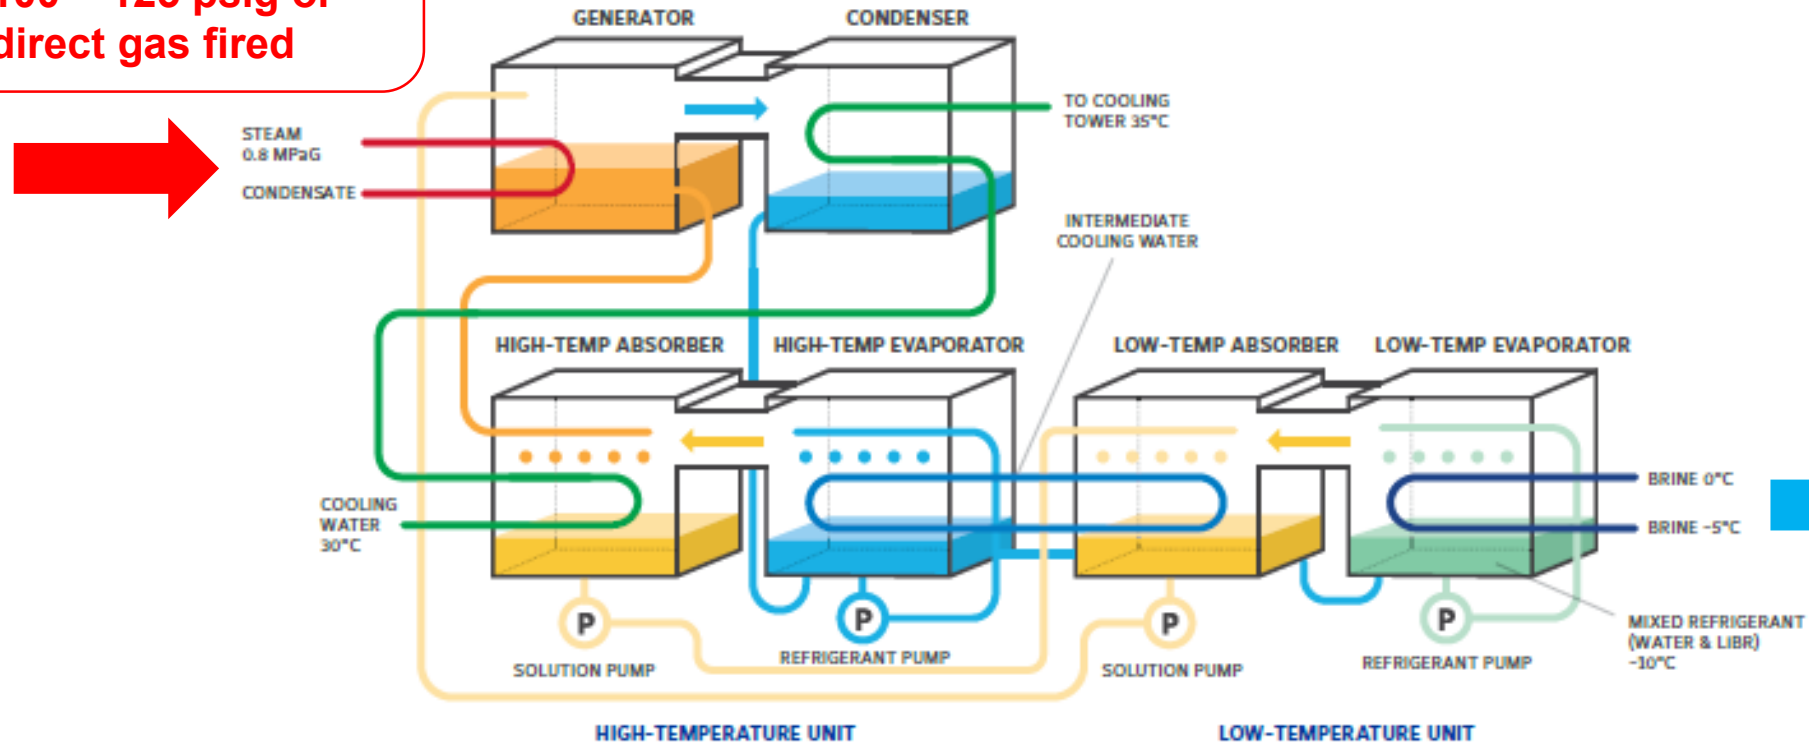 direct gas fired
GENERATOR
CONDENSER
STEAM
0.8 MPaG
CONDENSATE
TO COOLING
TOWER 35°C
INTERMEDIATE
COOLING WATER
HIGH-TEMP ABSORBER
HIGH-TEMP EVAPORATOR
LOW-TEMP ABSORBER
LOW-TEMP EVAPORATOR
COOLING
WATER
30°C
BRINE 0°C
BRINE -5°C
P
P
P
P
SOLUTION PUMP
REFRIGERANT PUMP
SOLUTION PUMP
REFRIGERANT PUMP
MIXED REFRIGERANT
(WATER & LIBR)
-10°C
HIGH-TEMPERATURE UNIT
LOW-TEMPERATURE UNIT